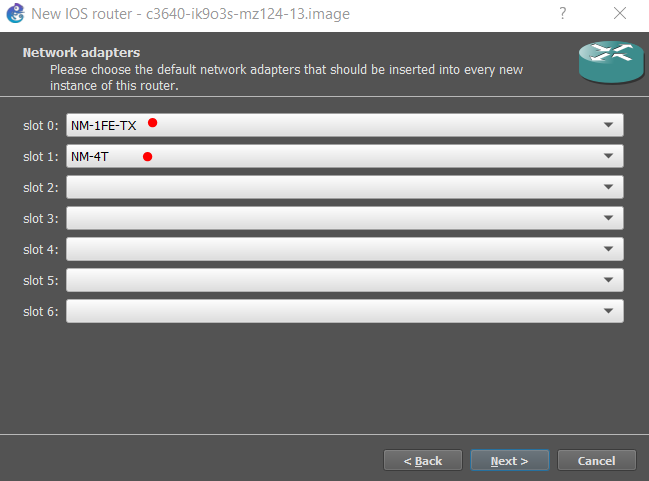 New IOS router - c3640-ik9o3s-mz124-13.image
?
Network adapters
Please choose the default network adapters that should be inserted into every new
instance of this router.
slot 0: NM-1FE-TX
slot 1: NM-4T
slot 2:
slot 3:
slot 4:
slot 5:
slot 6:
< Back Next > Cancel